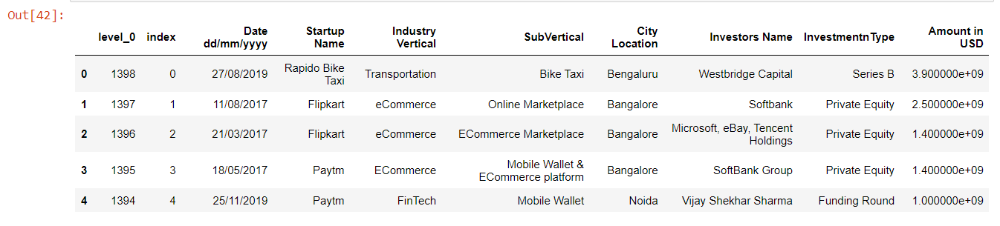 Out[42]:
level_0 index Date dd/mm/yyyy Startup Name Industry Vertical SubVertical City Location Investors Name InvestmentnType Amount in USD
0 1398 0 27/08/2019 Rapido Bike Taxi Transportation Bike Taxi Bengaluru Westbridge Capital Series B 3.900000e+09
1 1397 1 11/08/2017 Flipkart eCommerce Online Marketplace Bangalore Softbank Private Equity 2.500000e+09
2 1396 2 21/03/2017 Flipkart eCommerce ECommerce Marketplace Bangalore Microsoft, eBay, Tencent Holdings Private Equity 1.400000e+09
3 1395 3 18/05/2017 Paytm ECommerce Mobile Wallet & ECommerce platform Bangalore SoftBank Group Private Equity 1.400000e+09
4 1394 4 25/11/2019 Paytm FinTech Mobile Wallet Noida Vijay Shekhar Sharma Funding Round 1.000000e+09